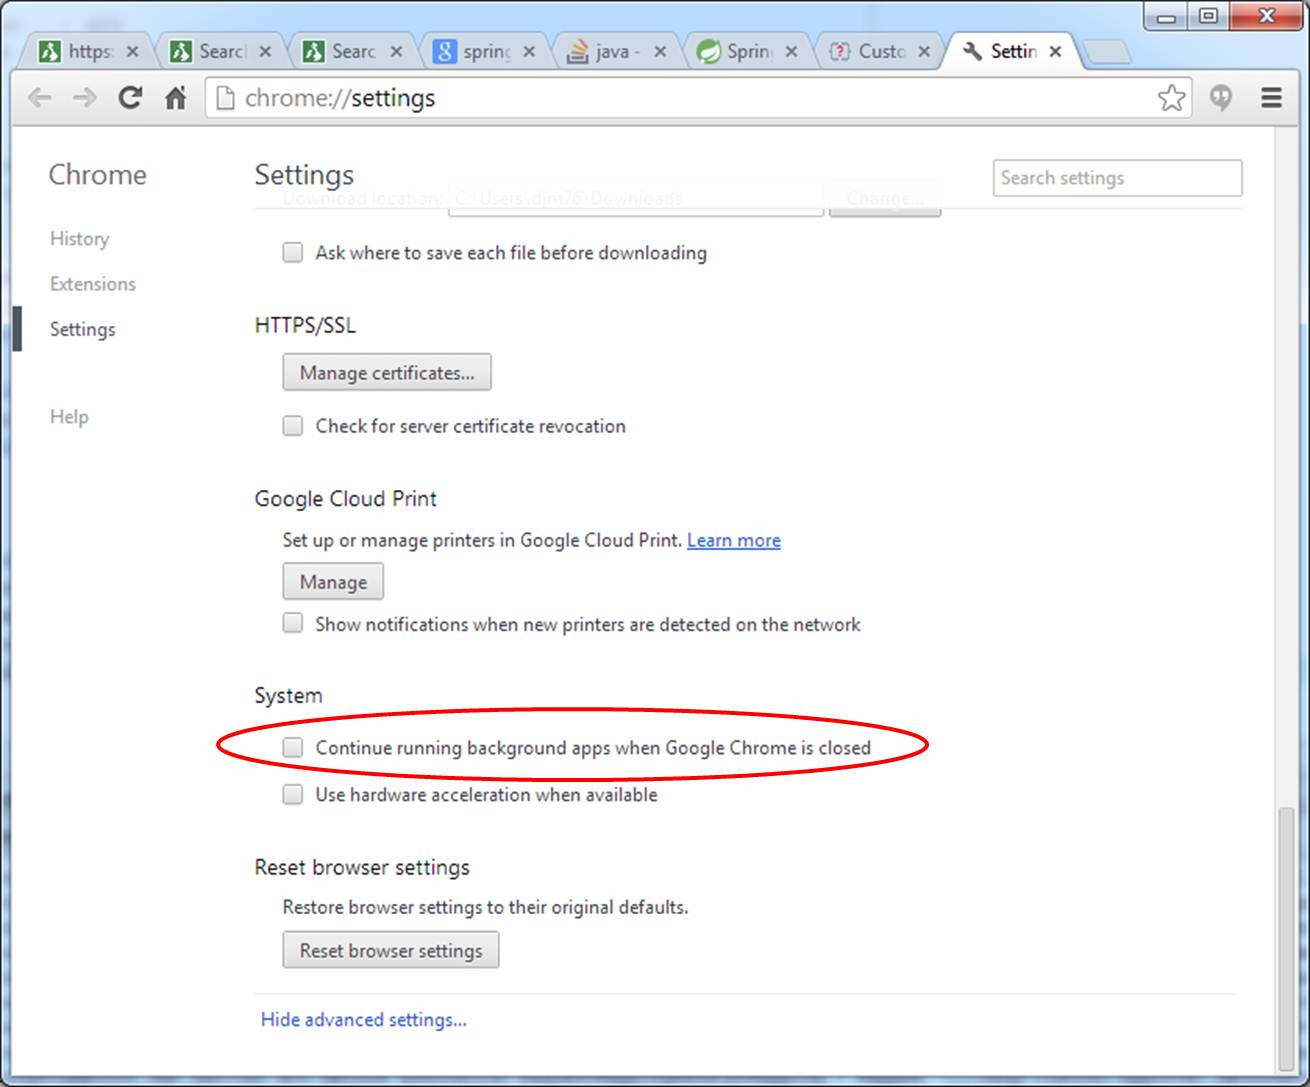 https:
Search
Searc
spring
java -
Spring
Custo
Settin
chrome://settings
Chrome
Settings
Search settings
Download location: C:\Users\djm76\Downloads Change...
History
Extensions
Settings
Help
Ask where to save each file before downloading
HTTPS/SSL
Manage certificates...
Check for server certificate revocation
Google Cloud Print
Set up or manage printers in Google Cloud Print. Learn more
Manage
Show notifications when new printers are detected on the network
System
Continue running background apps when Google Chrome is closed
Use hardware acceleration when available
Reset browser settings
Restore browser settings to their original defaults.
Reset browser settings
Hide advanced settings...